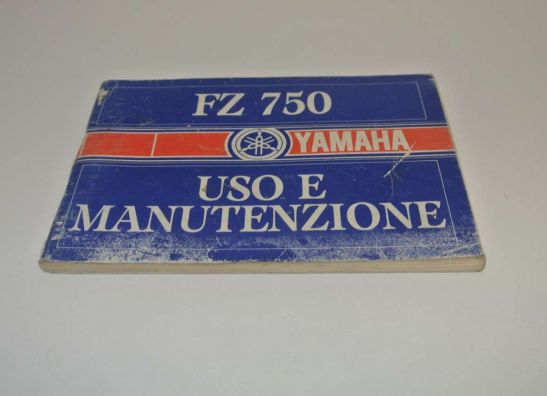 FZ 750
YAMAHA
USO E
MANUTENZIONE